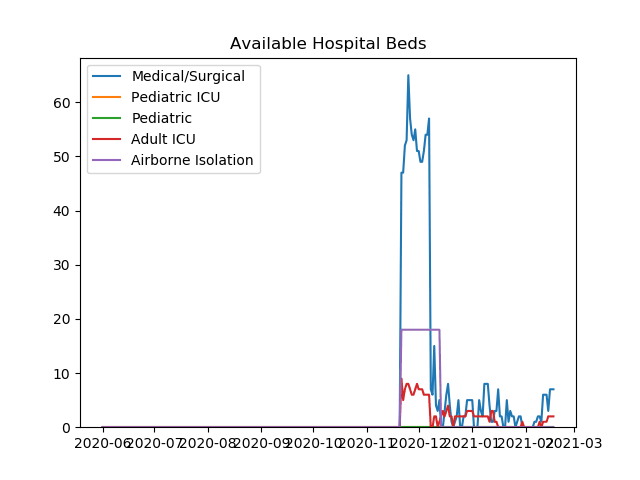 Available Hospital Beds
Medical/Surgical
Pediatric ICU
Pediatric
Adult ICU
Airborne Isolation
60
50
40
30
20
10
0
2020-06 2020-07 2020-08 2020-09 2020-10 2020-11 2020-12 2021-01 2021-02 2021-03